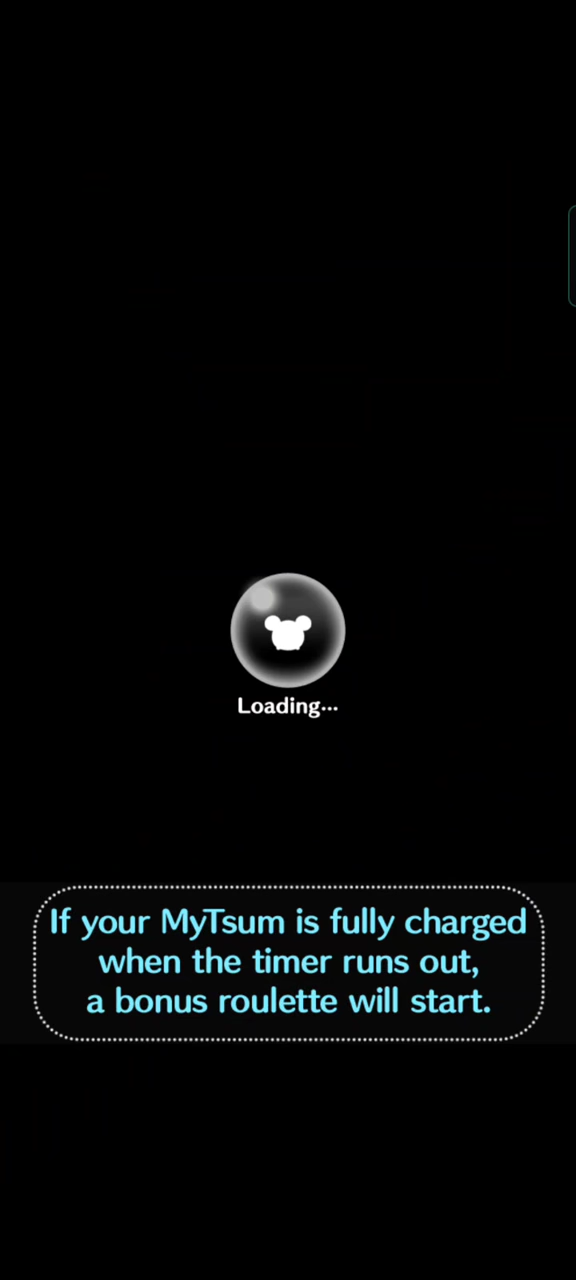 Loading···
If your MyTsum is fully charged
when the timer runs out,
a bonus roulette will start.